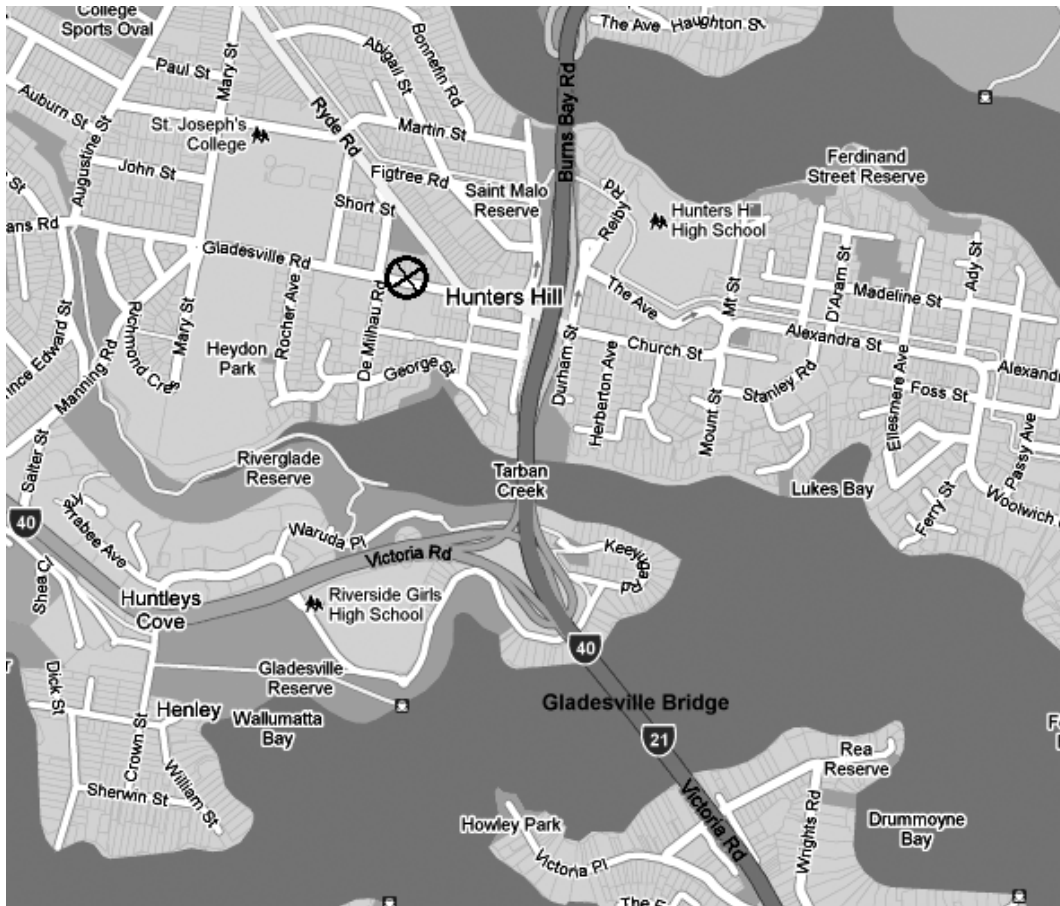 College
Sports Oval
The Ave
Haughton St
Paul St
Mary St
Abigail St
Bonnefin Rd
Burns Bay Rd
Auburn St
Ryde Rd
St. Joseph's
College
Martin St
Augustine St
John St
Figtree Rd
Saint Malo
Reserve
Reiby Rd
Ferdinand
Street Reserve
Short St
Hunters H
High School
ans Rd
Gladesville Rd
Hunters Hill
The Ave
Mt St
D'Aram St
Madeline St
Ady St
Richmond Cres
Mary St
Rocher Ave
De Milhau Rd
Alexandra St
Church St
Durham St
Herberton Ave
Heydon
Park
George St
Stanley Rd
Ellesmere Ave
Foss St
Alexand
nce Edward St
Manning Rd
Mount St
Passy Ave
Salter St
Riverglade
Reserve
Tarban
Creek
Lukes Bay
Ferry St
Woolwich
40
rrabee Ave
Waruda Pl
Victoria Rd
Shea C
Huntleys
Cove
Riverside Girls
High School
40
Dick St
Gladesville
Reserve
Gladesville Bridge
Henley
Wallumatta
Bay
21
Crown St
William St
Sherwin St
Rea
Reserve
Victoria Rd
Wrights Rd
Howley Park
Drummoyne
Bay
Victoria Pl